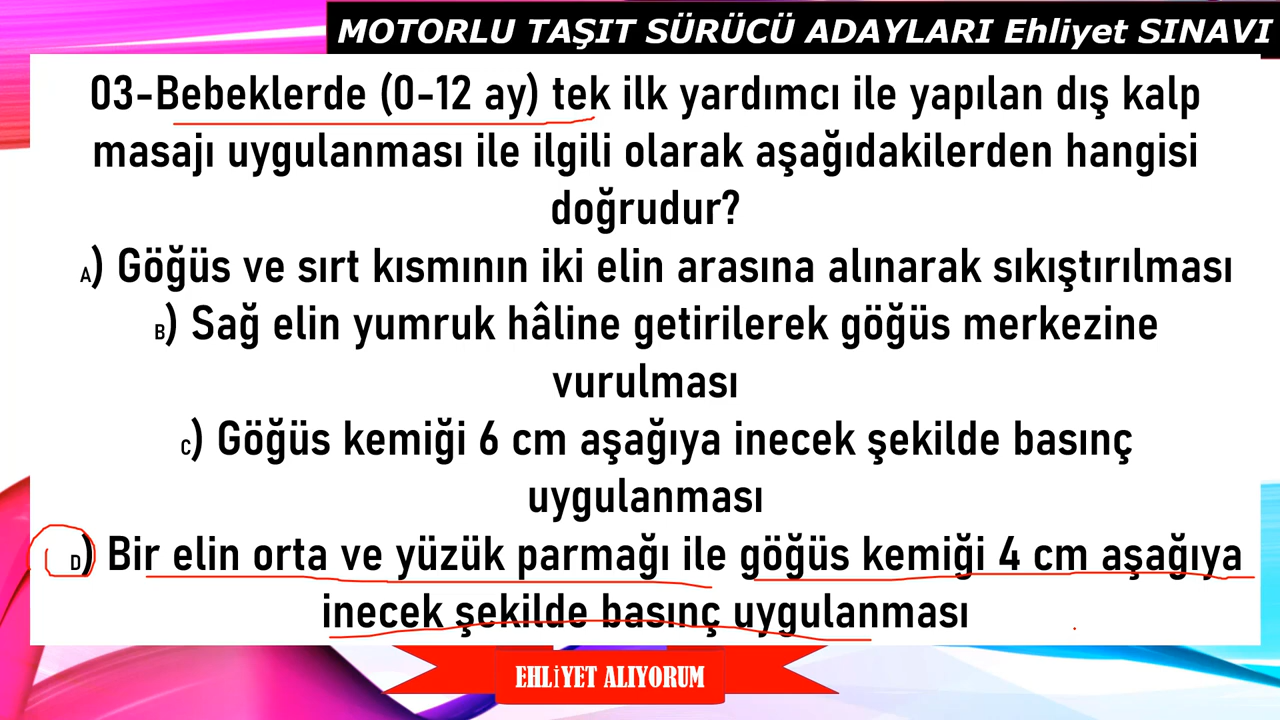 MOTORLU TAŞIT SÜRÜCÜ ADAYLARI Ehliyet SINAVI
03-Bebeklerde (0-12 ay) tek ilk yardımcı ile yapılan dış kalp
masajı uygulanması ile ilgili olarak aşağıdakilerden hangisi
doğrudur?
A) Göğüs ve sırt kısmının iki elin arasına alınarak sıkıştırılması
B) Sağ elin yumruk hâline getirilerek göğüs merkezine
vurulması
C) Göğüs kemiği 6 cm aşağıya inecek şekilde basınç
uygulanması
D) Bir elin orta ve yüzük parmağı ile göğüs kemiği 4 cm aşağıya
inecek şekilde basınç uygulanması
EHLİYET ALIYORUM